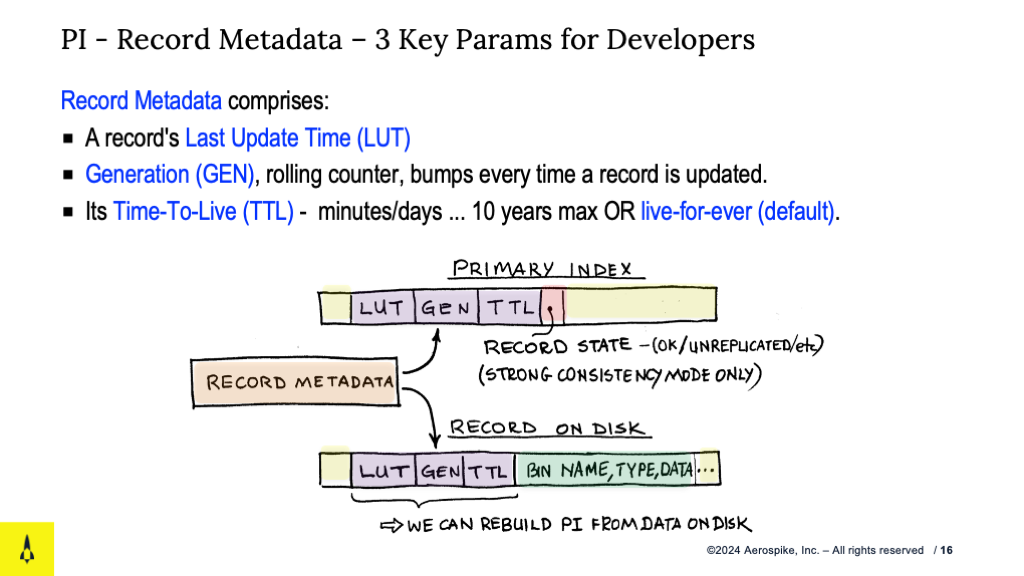 PI - Record Metadata – 3 Key Params for Developers
Record Metadata comprises:
▪ A record's Last Update Time (LUT)
▪ Generation (GEN), rolling counter, bumps every time a record is updated.
▪ Its Time-To-Live (TTL) - minutes/days ... 10 years max OR live-for-ever (default).
PRIMARY INDEX
LUT GEN TTL
RECORD STATE - (OK/UNREPLICATED/etc)
(STRONG CONSISTENCY MODE ONLY)
RECORD METADATA
RECORD ON DISK
LUT GEN TTL BIN NAME, TYPE, DATA ...
⇒ WE CAN REBUILD PI FROM DATA ON DISK
©2024 Aerospike, Inc. – All rights reserved / 16